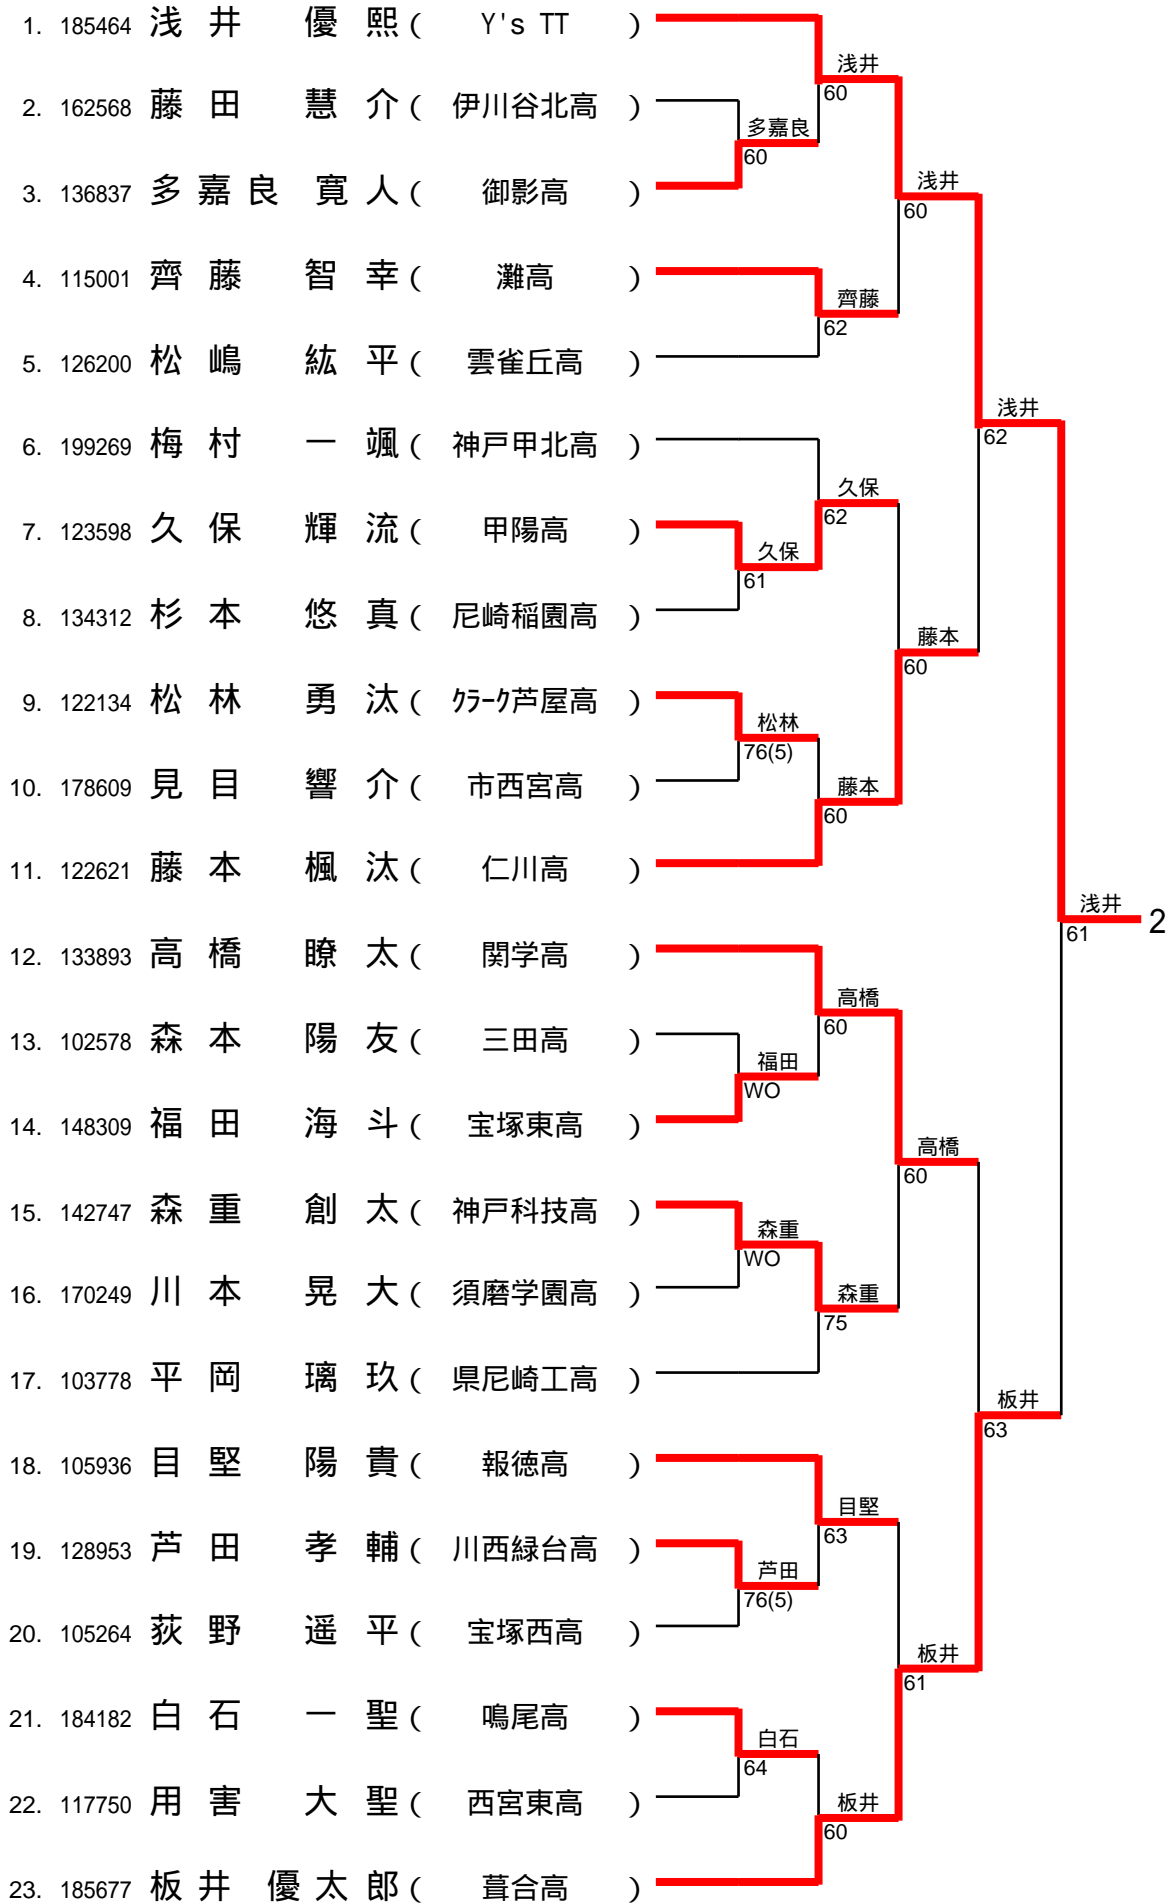 1. 185464 浅井 優熙 ( Y's TT )
浅井
60
2. 162568 藤田 慧介 ( 伊川谷北高 )
多嘉良
60
3. 136837 多嘉良 寛人 ( 御影高 )
浅井
60
4. 115001 齊藤 智幸 ( 灘高 )
齊藤
62
5. 126200 松嶋 紘平 ( 雲雀丘高 )
浅井
62
6. 199269 梅村 一颯 ( 神戸甲北高 )
久保
62
7. 123598 久保 輝流 ( 甲陽高 )
久保
61
8. 134312 杉本 悠真 ( 尼崎稲園高 )
藤本
60
9. 122134 松林 勇汰 ( クラーク芦屋高 )
松林
76(5)
10. 178609 見目 響介 ( 市西宮高 )
藤本
60
11. 122621 藤本 楓汰 ( 仁川高 )
浅井
61
2
12. 133893 高橋 瞭太 ( 関学高 )
高橋
60
13. 102578 森本 陽友 ( 三田高 )
福田
WO
14. 148309 福田 海斗 ( 宝塚東高 )
高橋
60
15. 142747 森重 創太 ( 神戸科技高 )
森重
WO
16. 170249 川本 晃大 ( 須磨学園高 )
森重
75
17. 103778 平岡 璃玖 ( 県尼崎工高 )
板井
63
18. 105936 目堅 陽貴 ( 報徳高 )
目堅
63
19. 128953 芦田 孝輔 ( 川西緑台高 )
芦田
76(5)
20. 105264 荻野 遥平 ( 宝塚西高 )
板井
61
21. 184182 白石 一聖 ( 鳴尾高 )
白石
64
22. 117750 用害 大聖 ( 西宮東高 )
板井
60
23. 185677 板井 優太郎 ( 葺合高 )